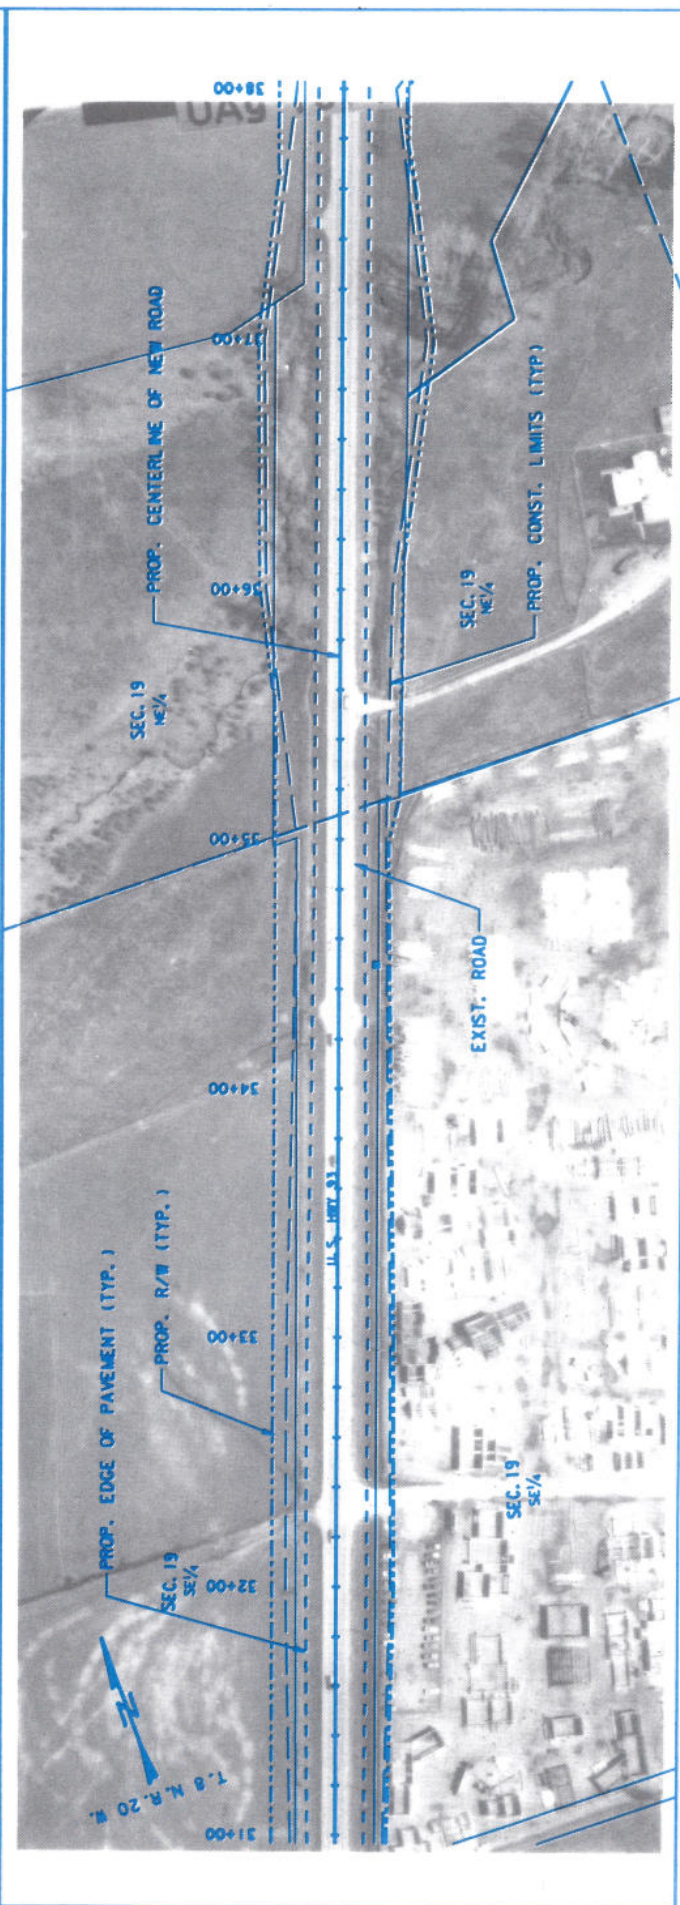 38+00
UA9
PROP. CENTERLINE OF NEW ROAD
37+00
PROP. CONST. LIMITS (TYP)
36+00
SEC. 19
NE¼
SEC. 19
NE¼
35+00
EXIST. ROAD
34+00
U.S. HWY 93
PROP. R/W (TYP.)
33+00
PROP. EDGE OF PAVEMENT (TYP.)
SEC. 19
SE¼
32+00
SEC. 19
SE¼
N
T. 8 N. R. 20 W.
31+00